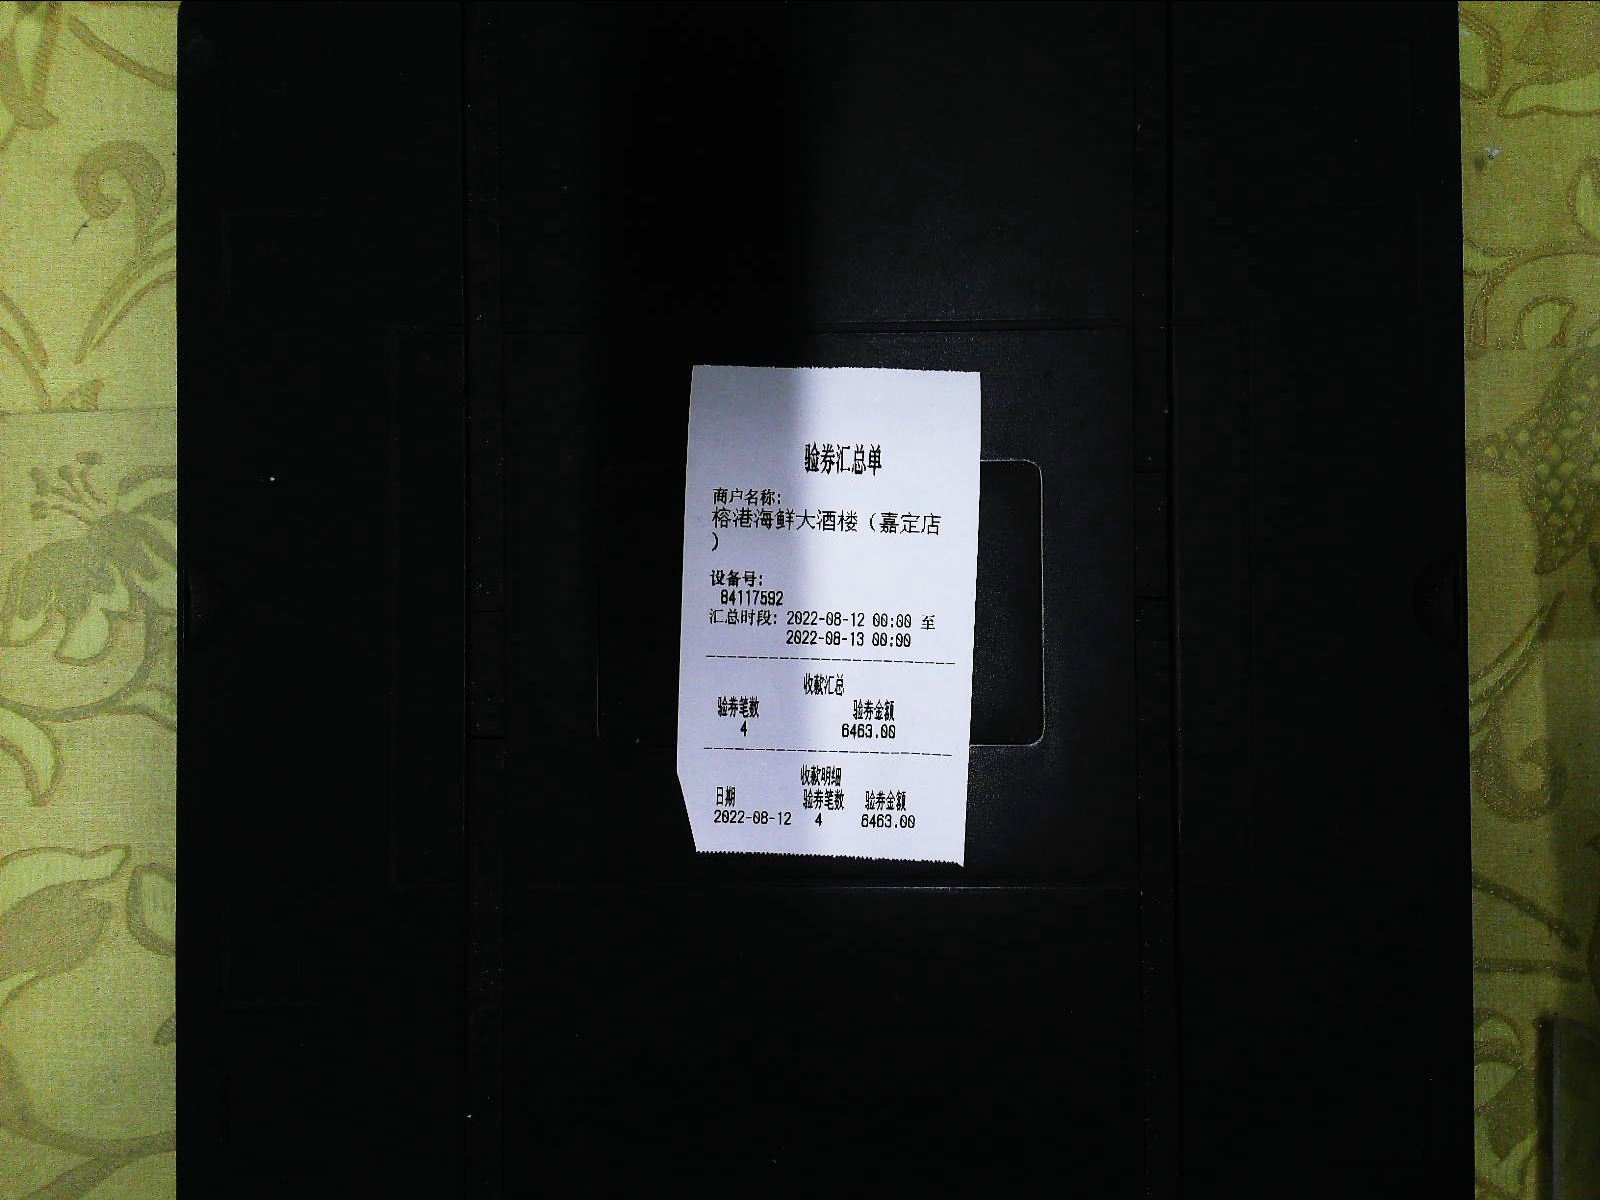 验券汇总单
商户名称:
榕港海鲜大酒楼（嘉定店
）
设备号:
84117592
汇总时段: 2022-08-12 00:00 至
2022-08-13 00:00
收款汇总
验券笔数 验券金额
4 6463.00
收款明细
日期 验券笔数 验券金额
2022-08-12 4 6463.00